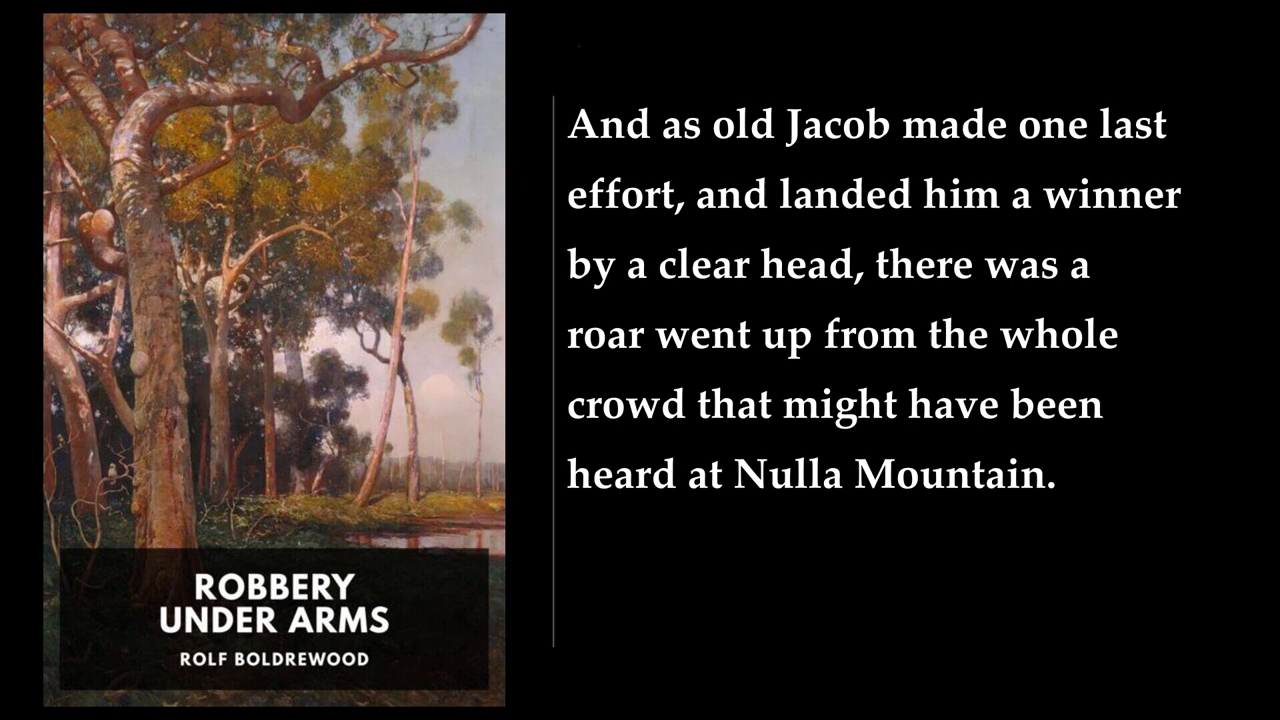 And as old Jacob made one last
effort, and landed him a winner
by a clear head, there was a
roar went up from the whole
crowd that might have been
heard at Nulla Mountain.
ROBBERY
UNDER ARMS
ROLF BOLDREWOOD